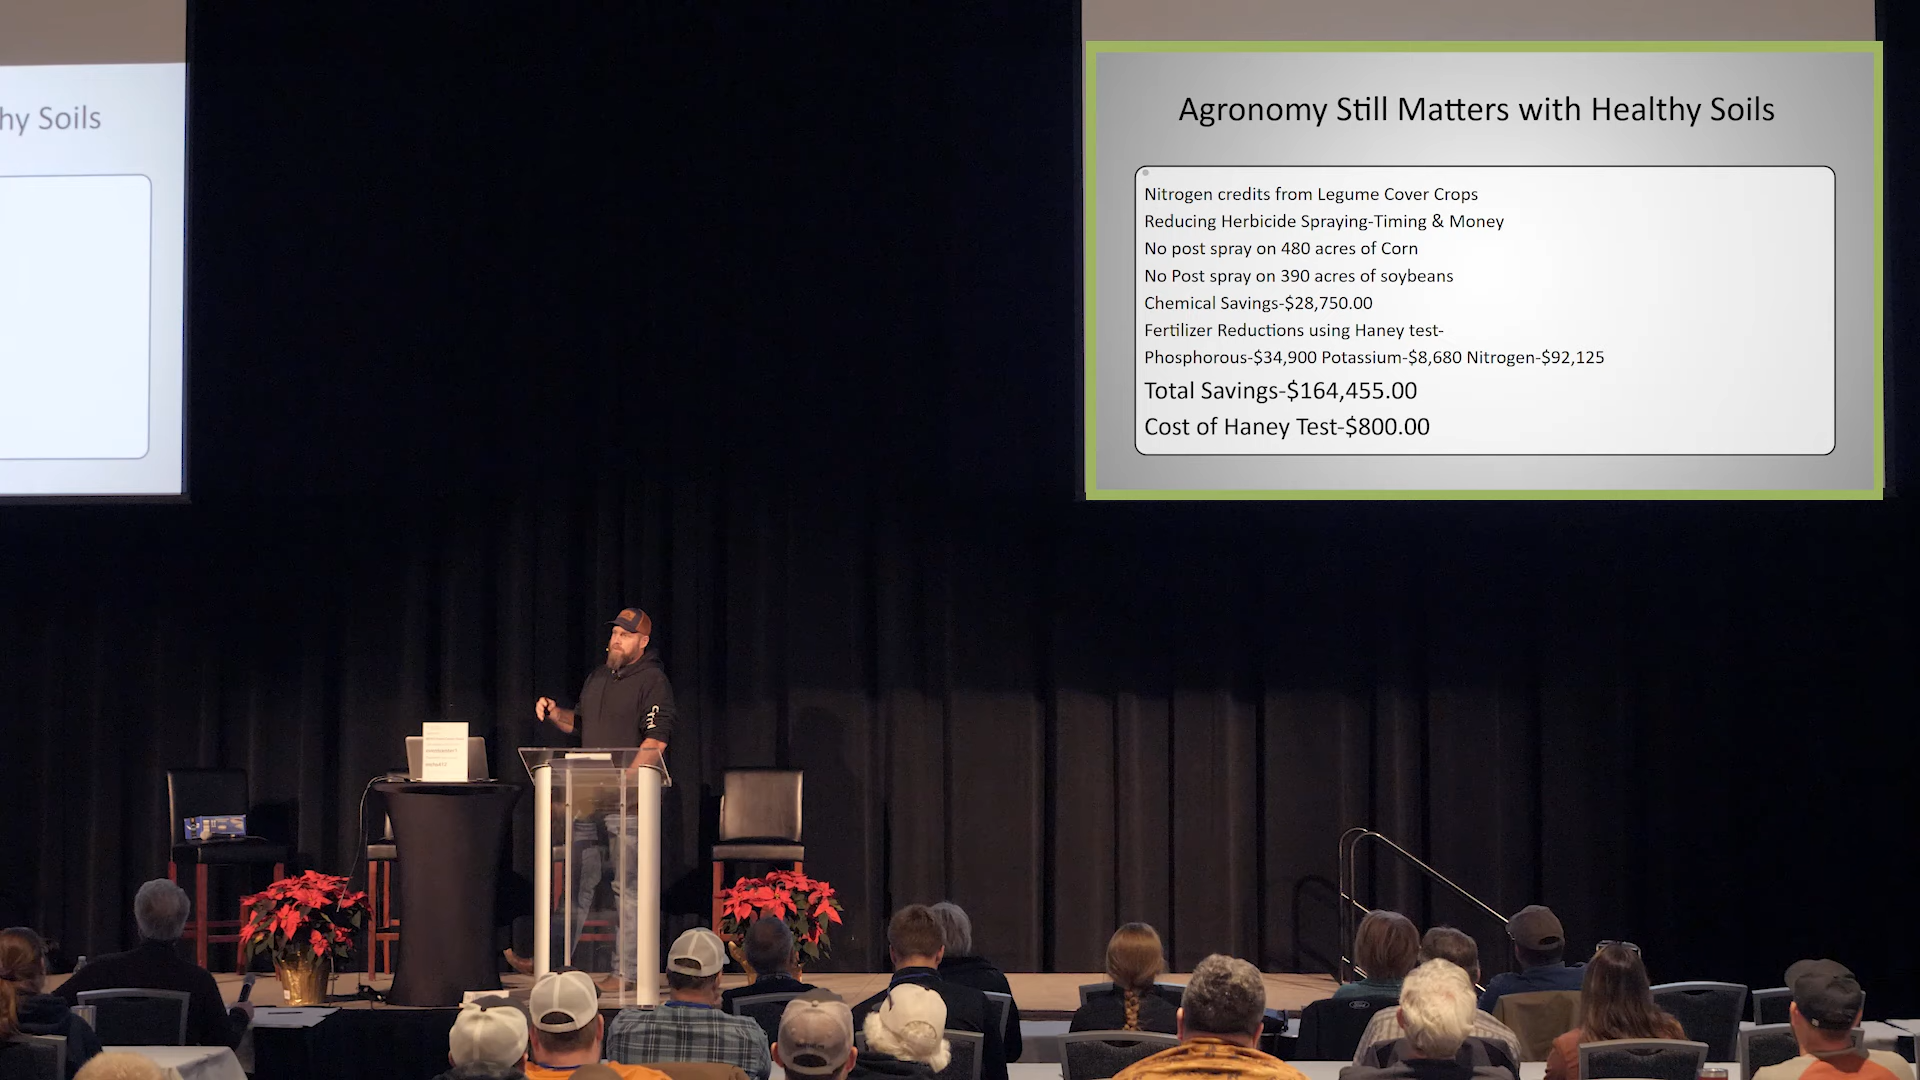 hy Soils
Agronomy Still Matters with Healthy Soils
Nitrogen credits from Legume Cover Crops
Reducing Herbicide Spraying-Timing & Money
No post spray on 480 acres of Corn
No Post spray on 390 acres of soybeans
Chemical Savings-$28,750.00
Fertilizer Reductions using Haney test-
Phosphorous-$34,900 Potassium-$8,680 Nitrogen-$92,125
Total Savings-$164,455.00
Cost of Haney Test-$800.00
Ford